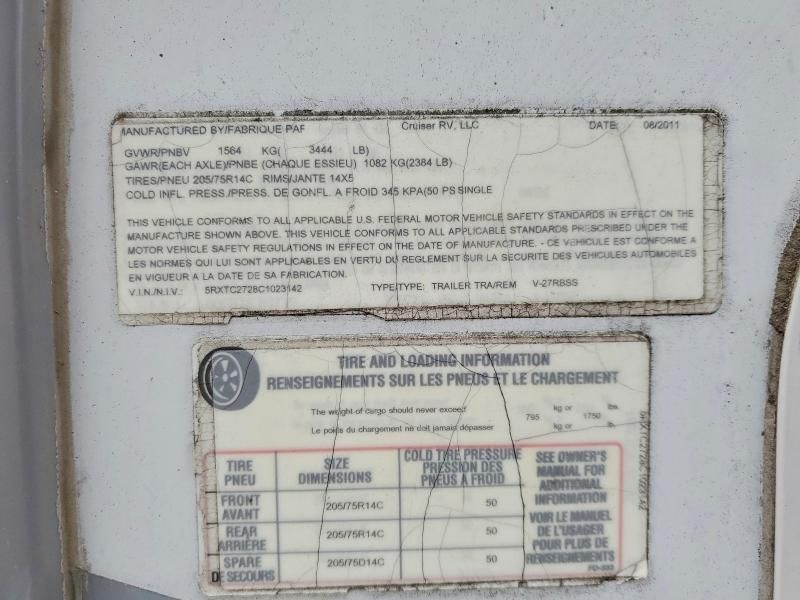 MANUFACTURED BY/FABRIQUE PAR Cruiser RV, LLC DATE: 06/2011
GVWR/PNBV 1564 KG( 3444 LB)
GAWR(EACH AXLE)/PNBE (CHAQUE ESSIEU) 1082 KG(2384 LB)
TIRES/PNEU 205/75R14C RIMS/JANTE 14X5
COLD INFL. PRESS./PRESS. DE GONFL. A FROID 345 KPA(50 PSI SINGLE
THIS VEHICLE CONFORMS TO ALL APPLICABLE U.S. FEDERAL MOTOR VEHICLE SAFETY STANDARDS IN EFFECT ON THE
MANUFACTURE SHOWN ABOVE. THIS VEHICLE CONFORMS TO ALL APPLICABLE STANDARDS PRESCRIBED UNDER THE
MOTOR VEHICLE SAFETY REGULATIONS IN EFFECT ON THE DATE OF MANUFACTURE. - CE VEHICULE EST CONFORME A
LES NORMES QUI LUI SONT APPLICABLES EN VERTU DU REGLEMENT SUR LA SECURITE DES VEHICULES AUTOMOBILES
EN VIGUEUR A LA DATE DE SA FABRICATION.
V.I.N./N.I.V.: 5RXTC2728C1023142 TYPE/TYPE: TRAILER TRA/REM V-27RBSS
TIRE AND LOADING INFORMATION
RENSEIGNEMENTS SUR LES PNEUS ET LE CHARGEMENT
The weight of cargo should never exceed 795 kg or 1750 lbs.
Le poids du chargement ne doit jamais dépasser kg or lb.
TIRE SIZE COLD TIRE PRESSURE
PNEU DIMENSIONS PRESSION DES
PNEUS À FROID
FRONT
AVANT 205/75R14C 50
REAR
ARRIÈRE 205/75R14C 50
SPARE
DE SECOURS 205/75D14C 50
SEE OWNER'S
MANUAL FOR
ADDITIONAL
INFORMATION
VOIR LE MANUEL
DE L'USAGER
POUR PLUS DE
RENSEIGNEMENTS